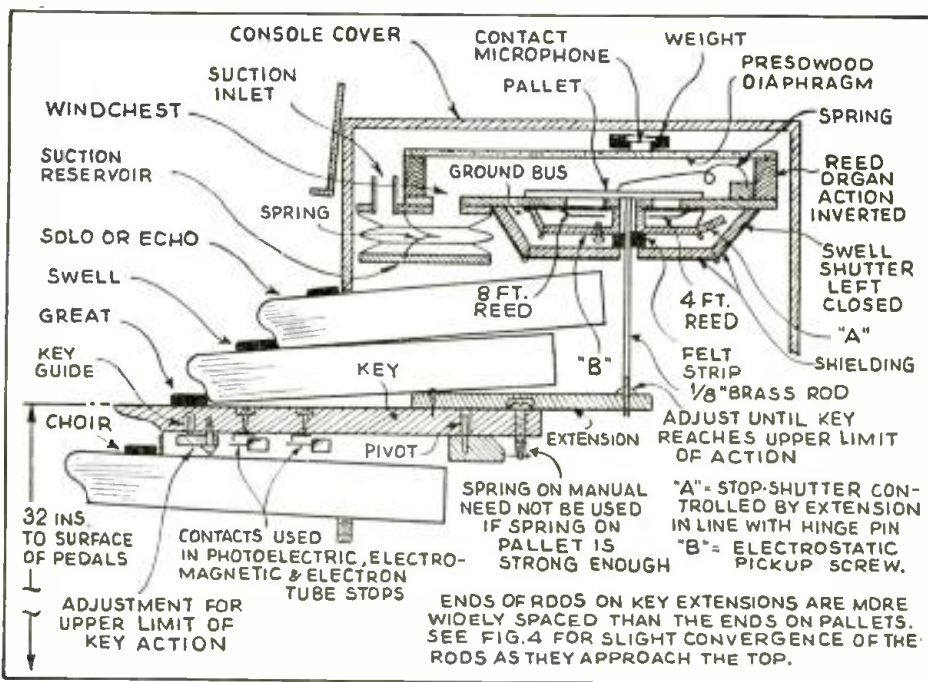 CONSOLE COVER
CONTACT
MICROPHONE
WEIGHT
PRESDWOOD
DIAPHRAGM
SUCTION
INLET
PALLET
SPRING
WINDCHEST
SUCTION
RESERVOIR
GROUND BUS
REED
ORGAN
ACTION
INVERTED
SPRING
SOLO OR ECHO
SWELL
SHUTTER
LEFT
CLOSED
SWELL
8 FT.
REED
4 FT.
REED
"A"
GREAT
"B"
FELT
STRIP
SHIELDING
KEY
GUIDE
KEY
1/8" BRASS ROD
CHOIR
PIVOT
EXTENSION
ADJUST UNTIL KEY
REACHES UPPER LIMIT
OF ACTION
32 INS.
TO SURFACE
OF PEDALS
CONTACTS USED
IN PHOTOELECTRIC, ELECTRO-
MAGNETIC & ELECTRON
TUBE STOPS
SPRING ON MANUAL
NEED NOT BE USED
IF SPRING ON
PALLET IS
STRONG ENOUGH
"A"= STOP-SHUTTER CON-
TROLLED BY EXTENSION
IN LINE WITH HINGE PIN
"B"= ELECTROSTATIC
PICKUP SCREW.
ADJUSTMENT FOR
UPPER LIMIT OF
KEY ACTION
ENDS OF RODS ON KEY EXTENSIONS ARE MORE
WIDELY SPACED THAN THE ENDS ON PALLETS.
SEE FIG.4 FOR SLIGHT CONVERGENCE OF THE
RODS AS THEY APPROACH THE TOP.